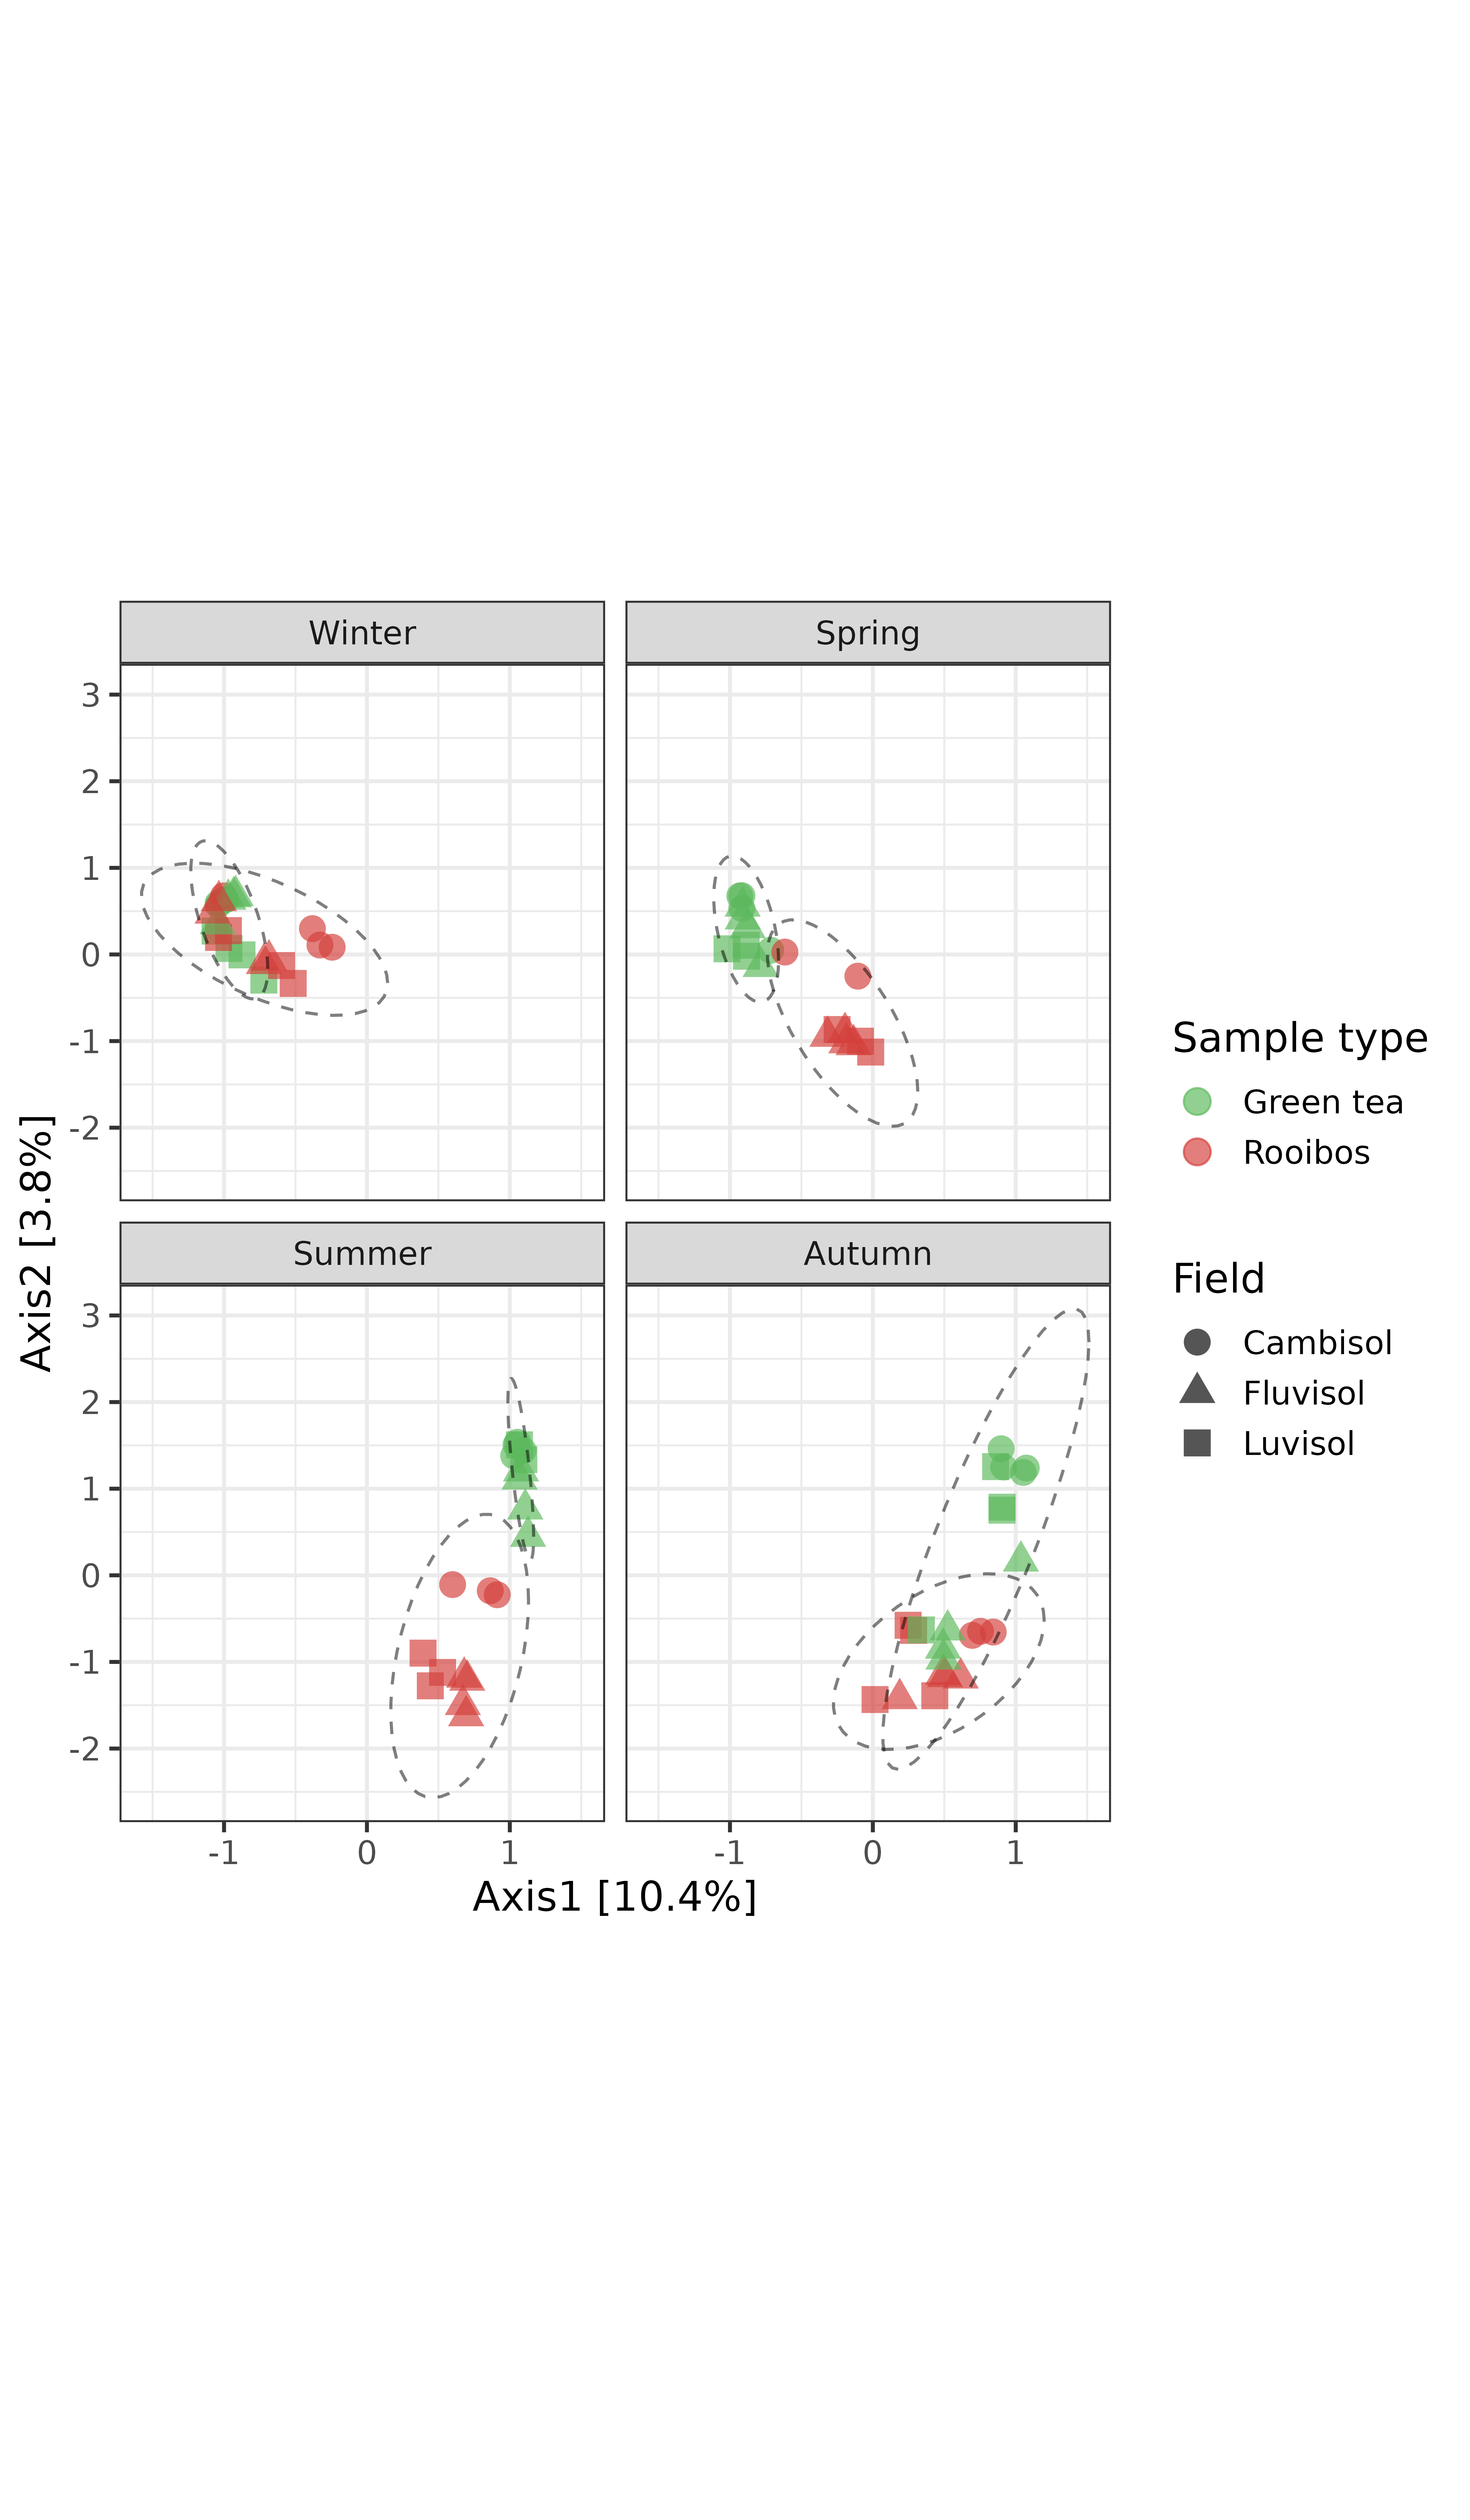 Winter
Spring
3
2
1
0
-1
-2
Summer
Autumn
3
2
1
0
-1
-2
-1
0
1
-1
0
1
Axis1 [10.4%]
Axis2 [3.8%]
Sample type
Green tea
Rooibos
Field
Cambisol
Fluvisol
Luvisol